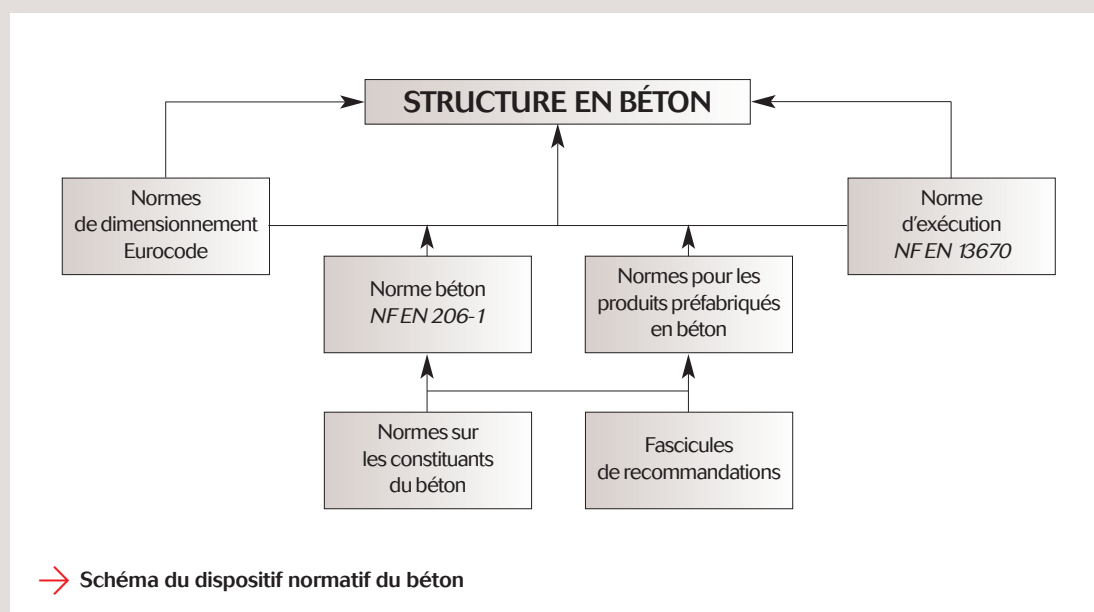 STRUCTURE EN BÉTON
Normes
de dimensionnement
Eurocode
Norme
d'exécution
NF EN 13670
Norme béton
NF EN 206-1
Normes pour les
produits préfabriqués
en béton
Normes sur
les constituants
du béton
Fascicules
de recommandations
Schéma du dispositif normatif du béton